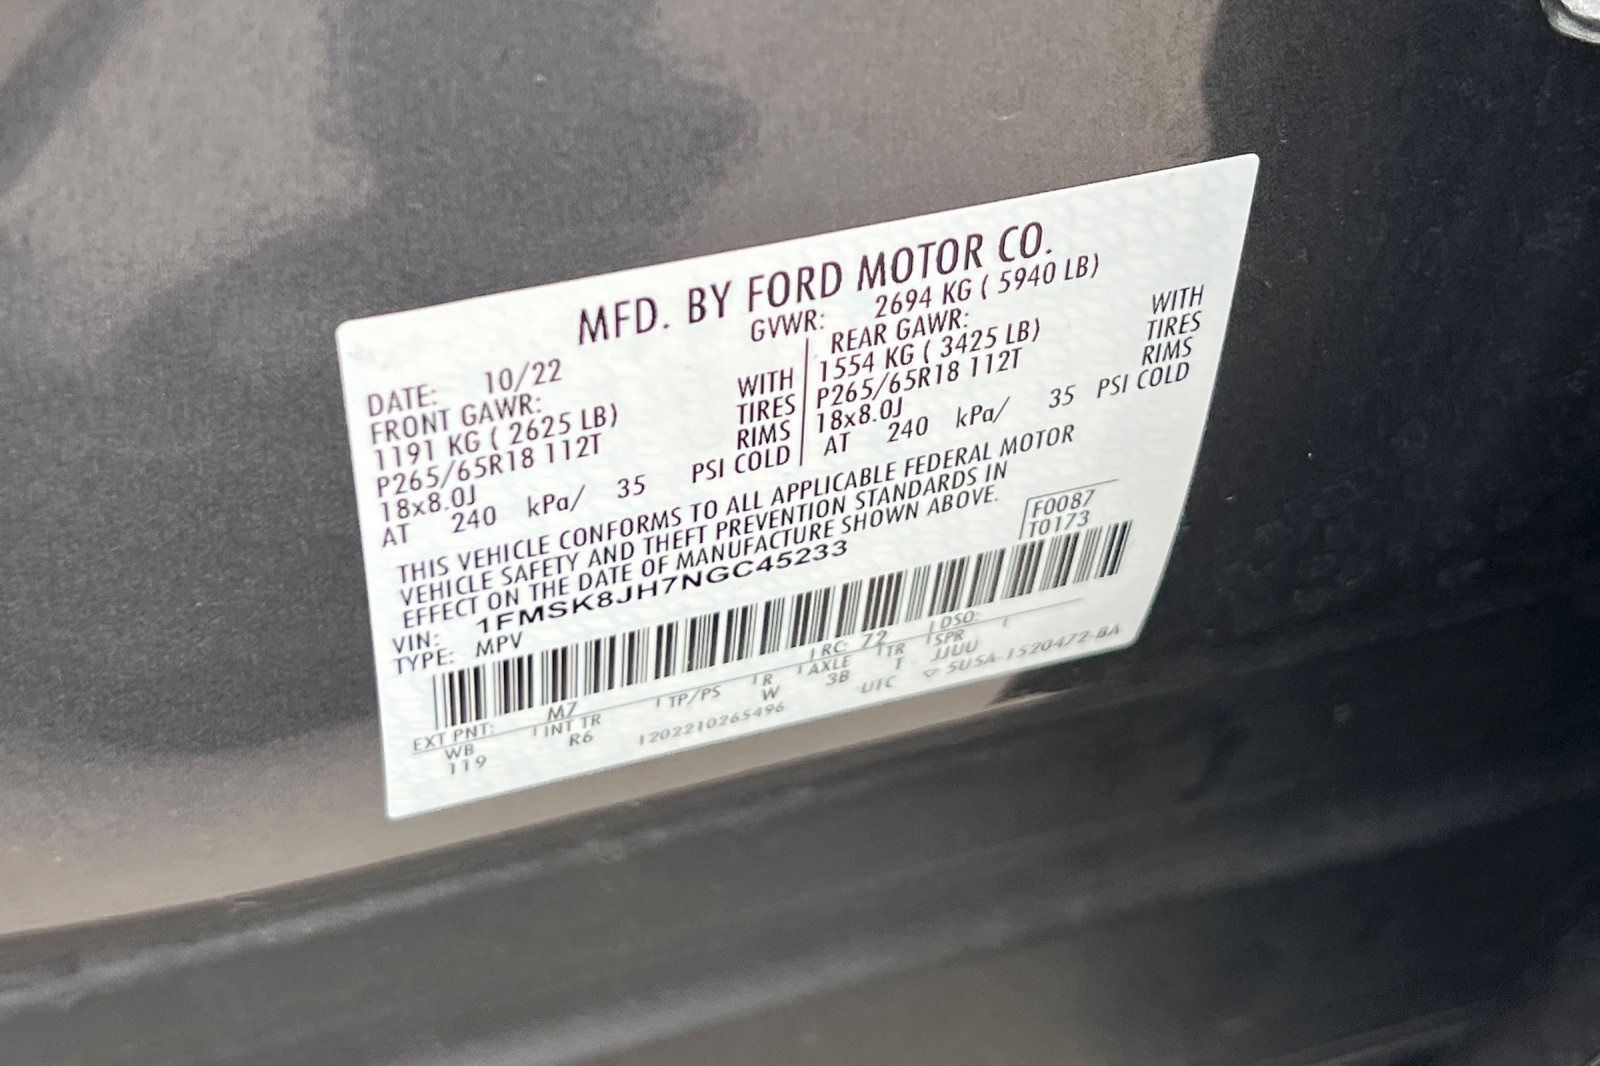 MFD. BY FORD MOTOR CO.
DATE: 10/22 GVWR: 2694 KG ( 5940 LB)
FRONT GAWR: REAR GAWR:
1191 KG ( 2625 LB) WITH 1554 KG ( 3425 LB) WITH
P265/65R18 112T TIRES P265/65R18 112T TIRES
18x8.0J RIMS 18x8.0J RIMS
AT 240 kPa/ 35 PSI COLD AT 240 kPa/ 35 PSI COLD
THIS VEHICLE CONFORMS TO ALL APPLICABLE FEDERAL MOTOR
VEHICLE SAFETY AND THEFT PREVENTION STANDARDS IN
EFFECT ON THE DATE OF MANUFACTURE SHOWN ABOVE.
VIN: 1FMSK8JH7NGC45233
F0087
TYPE: MPV
T0173
EXT PNT: M7 RC: 72 DSO:
WB INT TR TP/PS R AXLE TR SPR
119 R6 W 3B T JJUU
1202210265496 UTC ▽ 5U5A-1520472-BA